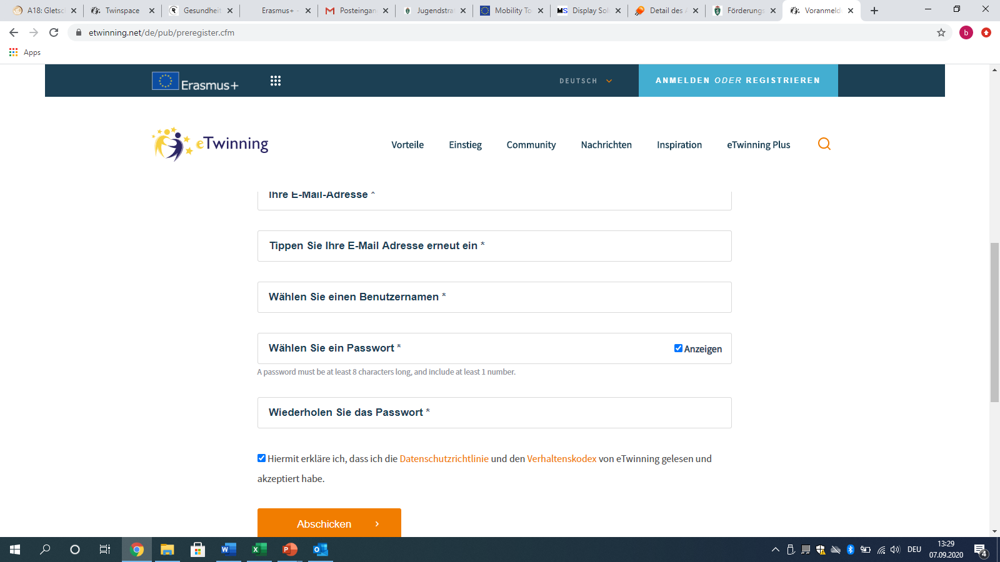 A18: Gletsc
Twinspace
Gesundheit
Erasmus+ -
Posteingan
Jugendstra
Mobility To
Display Sol
Detail des A
Förderungs
Voranmeld
etwinning.net/de/pub/preregister.cfm
b
Apps
Erasmus+
DEUTSCH
ANMELDEN ODER REGISTRIEREN
eTwinning
Vorteile
Einstieg
Community
Nachrichten
Inspiration
eTwinning Plus
Ihre E-Mail-Adresse *
Tippen Sie Ihre E-Mail Adresse erneut ein *
Wählen Sie einen Benutzernamen *
Wählen Sie ein Passwort *
Anzeigen
A password must be at least 8 characters long, and include at least 1 number.
Wiederholen Sie das Passwort *
Hiermit erkläre ich, dass ich die Datenschutzrichtlinie und den Verhaltenskodex von eTwinning gelesen und
akzeptiert habe.
Abschicken
DEU
13:29
07.09.2020
4